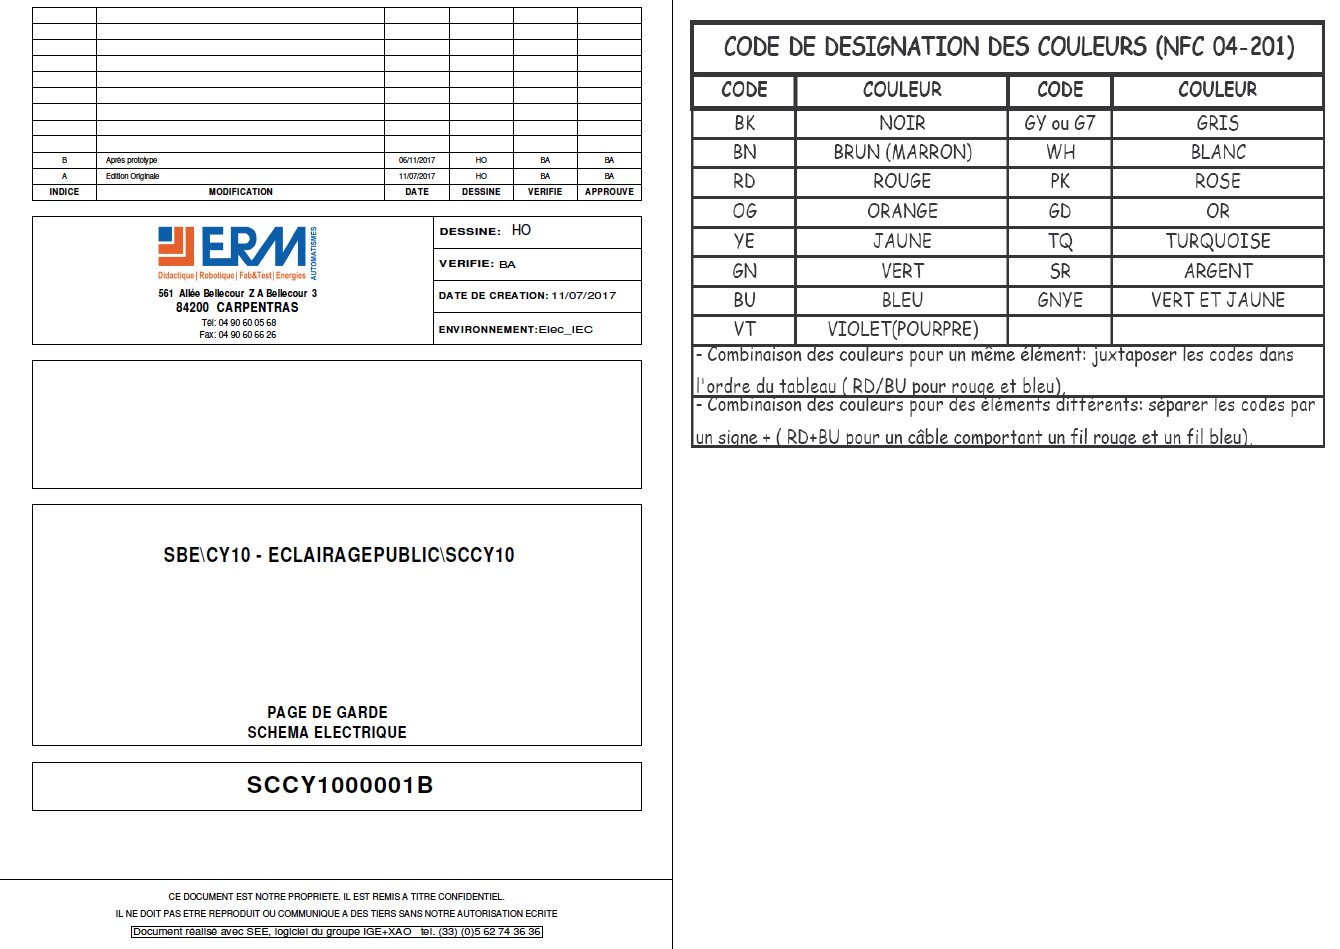 B Après prototype 06/11/2017 HO BA BA
A Edition Originale 11/07/2017 HO BA BA
INDICE MODIFICATION DATE DESSINE VERIFIE APPROUVE
ERM AUTOMATISMES
Didactique | Robotique | Fab&Test | Energies
561 Allée Bellecour Z A Bellecour 3
84200 CARPENTRAS
Tél: 04 90 60 05 68
Fax: 04 90 60 66 26
DESSINE: HO
VERIFIE: BA
DATE DE CREATION: 11/07/2017
ENVIRONNEMENT:Elec_IEC
SBE\CY10 - ECLAIRAGEPUBLIC\SCCY10
PAGE DE GARDE
SCHEMA ELECTRIQUE
SCCY1000001B
CE DOCUMENT EST NOTRE PROPRIETE. IL EST REMIS A TITRE CONFIDENTIEL.
IL NE DOIT PAS ETRE REPRODUIT OU COMMUNIQUE A DES TIERS SANS NOTRE AUTORISATION ECRITE
Document réalisé avec SEE, logiciel du groupe IGE+XAO tel. (33) (0)5 62 74 36 36
CODE DE DESIGNATION DES COULEURS (NFC 04-201)
CODE COULEUR CODE COULEUR
BK NOIR GY ou G7 GRIS
BN BRUN (MARRON) WH BLANC
RD ROUGE PK ROSE
OG ORANGE GD OR
YE JAUNE TQ TURQUOISE
GN VERT SR ARGENT
BU BLEU GNYE VERT ET JAUNE
VT VIOLET(POURPRE)
- Combinaison des couleurs pour un même élément: juxtaposer les codes dans
l'ordre du tableau ( RD/BU pour rouge et bleu).
- Combinaison des couleurs pour des éléments différents: séparer les codes par
un signe + ( RD+BU pour un câble comportant un fil rouge et un fil bleu).